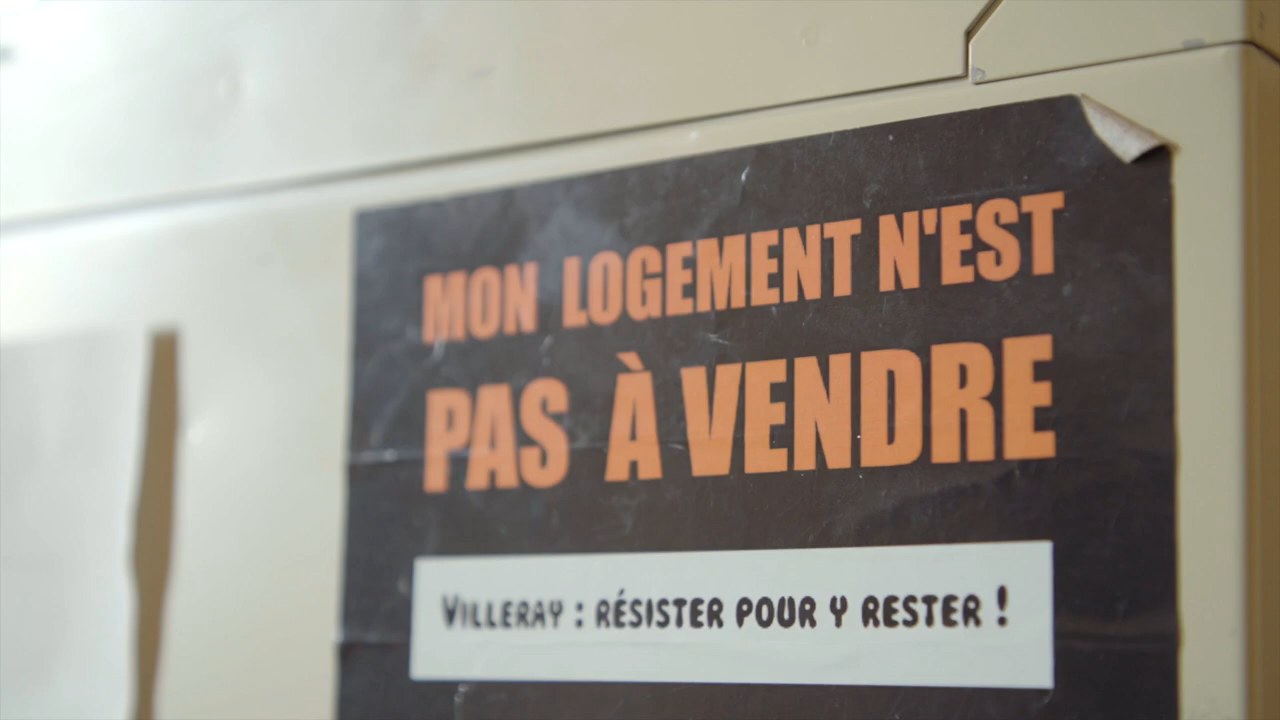 MON LOGEMENT N'EST
PAS À VENDRE
VILLERAY : RÉSISTER POUR Y RESTER !